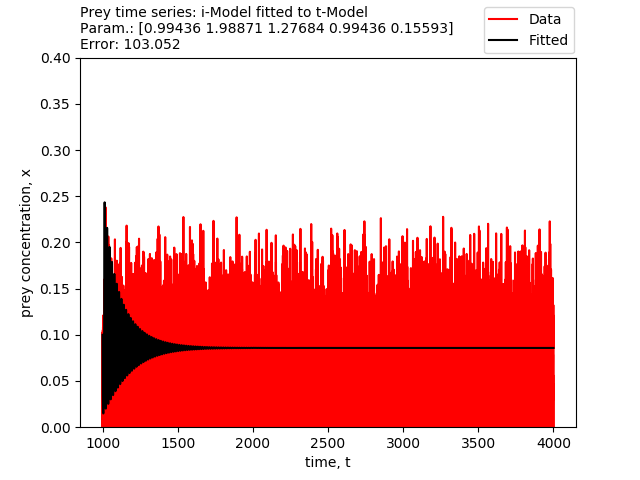 Prey time series: i-Model fitted to t-Model
Param.: [0.99436 1.98871 1.27684 0.99436 0.15593]
Error: 103.052
Data
Fitted
0.40
0.35
0.30
0.25
0.20
0.15
0.10
0.05
0.00
prey concentration, x
1000 1500 2000 2500 3000 3500 4000
time, t